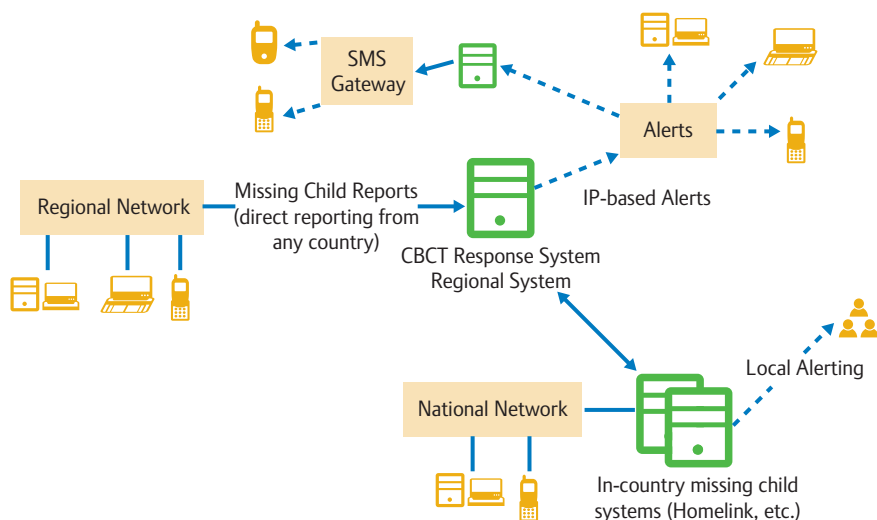 SMS
Gateway
Alerts
IP-based Alerts
Regional Network
Missing Child Reports
(direct reporting from
any country)
CBCT Response System
Regional System
Local Alerting
National Network
In-country missing child
systems (Homelink, etc.)